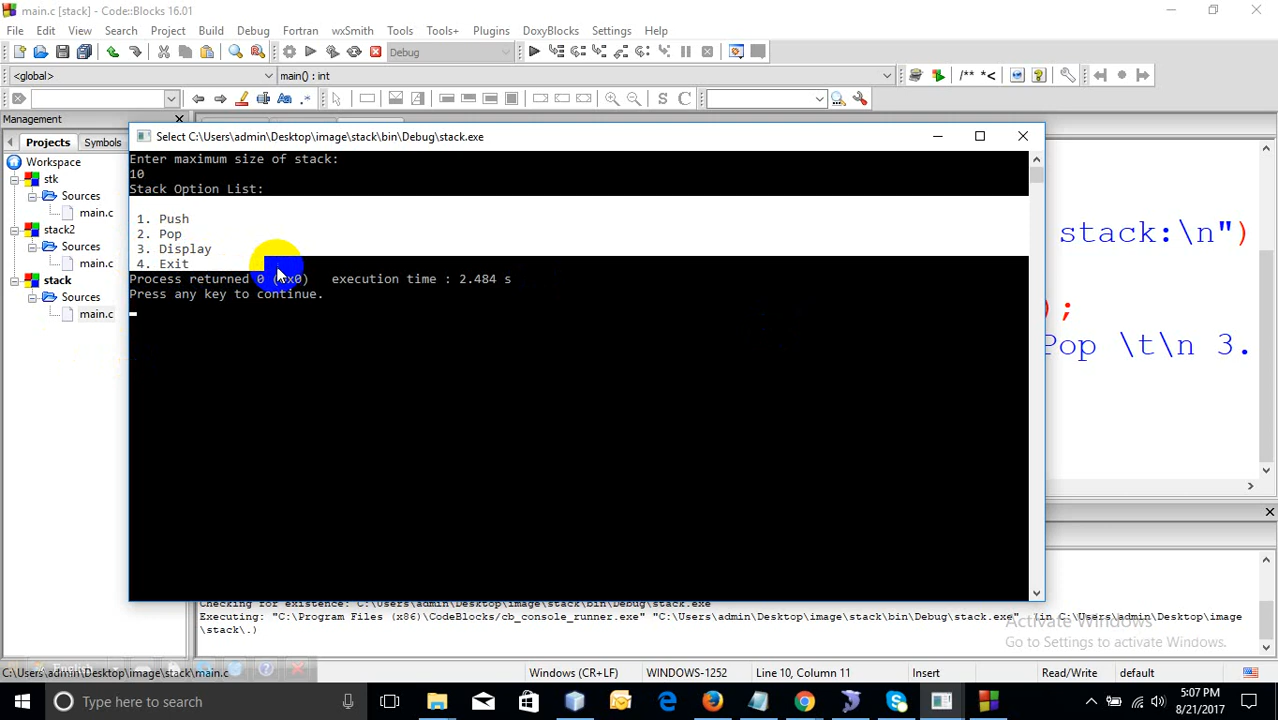 main.c [stack] - Code::Blocks 16.01
File Edit View Search Project Build Debug Fortran wxSmith Tools Tools+ Plugins DoxyBlocks Settings Help
Debug
<global> main() : int
/** *<
Aa .* S C
Management
Projects Symbols
Workspace
stk
Sources
main.c
stack2
Sources
main.c
stack
Sources
main.c
Select C:\Users\admin\Desktop\image\stack\bin\Debug\stack.exe
Enter maximum size of stack:
10
Stack Option List:
1. Push
2. Pop
3. Display
4. Exit
Process returned 0 (0x0) execution time : 2.484 s
Press any key to continue.
stack:\n")
);
Pop \t\n 3.
Checking for existence: C:\Users\admin\Desktop\image\stack\bin\Debug\stack.exe
Executing: "C:\Program Files (x86)\CodeBlocks/cb_console_runner.exe" "C:\Users\admin\Desktop\image\stack\bin\Debug\stack.exe" (in C:\Users\admin\Desktop\image
\stack\.)
Activate Windows
Go to Settings to activate Windows.
English
C:\Users\admin\Desktop\image\stack\main.c Windows (CR+LF) WINDOWS-1252 Line 10, Column 11 Insert Read/Write default
Type here to search
5:07 PM
8/21/2017